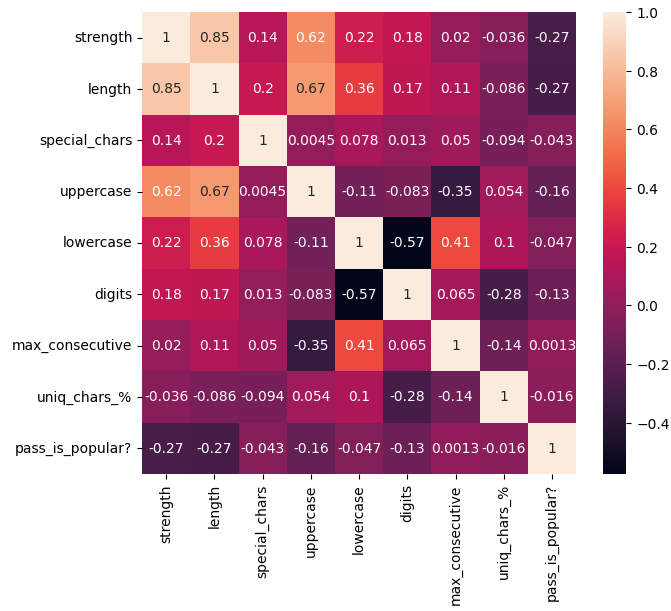 strength 1 0.85 0.14 0.62 0.22 0.18 0.02 -0.036 -0.27
length 0.85 1 0.2 0.67 0.36 0.17 0.11 -0.086 -0.27
special_chars 0.14 0.2 1 0.0045 0.078 0.013 0.05 -0.094 -0.043
uppercase 0.62 0.67 0.0045 1 -0.11 -0.083 -0.35 0.054 -0.16
lowercase 0.22 0.36 0.078 -0.11 1 -0.57 0.41 0.1 -0.047
digits 0.18 0.17 0.013 -0.083 -0.57 1 0.065 -0.28 -0.13
max_consecutive 0.02 0.11 0.05 -0.35 0.41 0.065 1 -0.14 0.0013
uniq_chars_% -0.036 -0.086 -0.094 0.054 0.1 -0.28 -0.14 1 -0.016
pass_is_popular? -0.27 -0.27 -0.043 -0.16 -0.047 -0.13 0.0013 -0.016 1
strength
length
special_chars
uppercase
lowercase
digits
max_consecutive
uniq_chars_%
pass_is_popular?
1.0
0.8
0.6
0.4
0.2
0.0
−0.2
−0.4